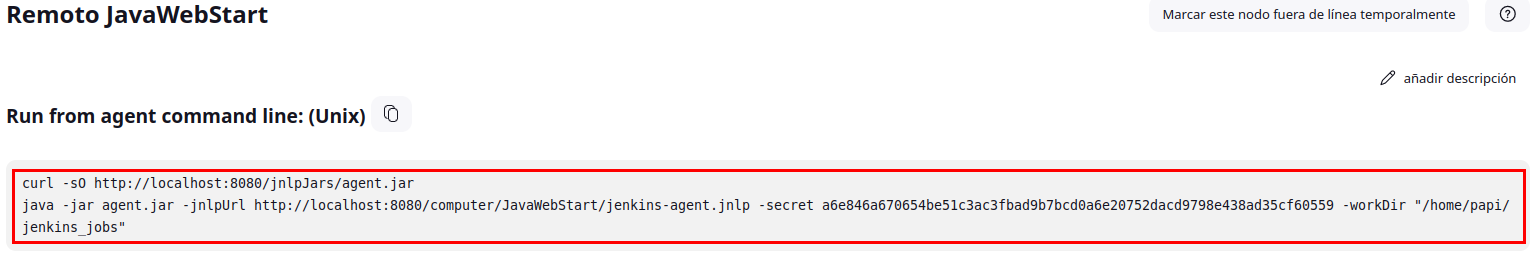 Remoto JavaWebStart
Marcar este nodo fuera de línea temporalmente
añadir descripción
Run from agent command line: (Unix)
curl -sO http://localhost:8080/jnlpJars/agent.jar
java -jar agent.jar -jnlpUrl http://localhost:8080/computer/JavaWebStart/jenkins-agent.jnlp -secret a6e846a670654be51c3ac3fbad9b7bcd0a6e20752dacd9798e438ad35cf60559 -workDir "/home/papi/
jenkins_jobs"